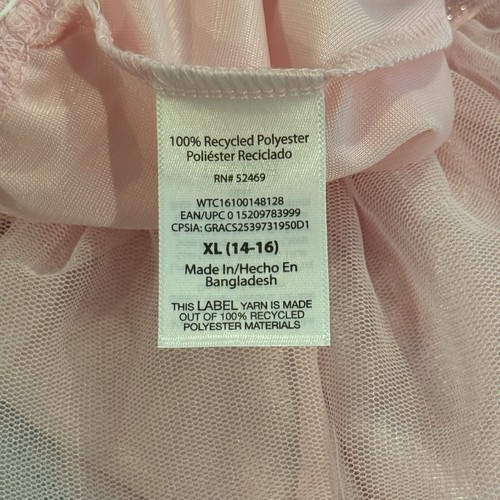 100% Recycled Polyester
Poliéster Reciclado
RN# 52469
WTC16100148128
EAN/UPC 0 15209783999
CPSIA: GRACS2539731950D1
XL (14-16)
Made In/Hecho En
Bangladesh
THIS LABEL YARN IS MADE
OUT OF 100% RECYCLED
POLYESTER MATERIALS